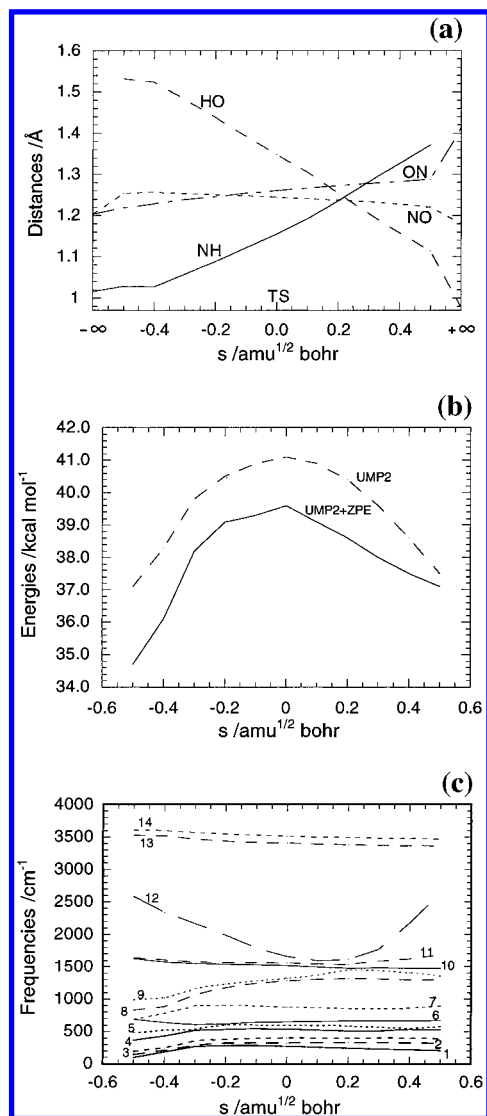 (a)
1.6
1.5
1.4
1.3
1.2
1.1
1
Distances /Å
HO
ON
NO
NH
TS
- ∞ -0.4 -0.2 0.0 0.2 0.4 +∞
s /amu1/2 bohr
(b)
42.0
41.0
40.0
39.0
38.0
37.0
36.0
35.0
34.0
Energies /kcal mol-1
UMP2
UMP2+ZPE
-0.6 -0.4 -0.2 0 0.2 0.4 0.6
s /amu1/2 bohr
(c)
4000
3500
3000
2500
2000
1500
1000
500
0
Frequencies /cm-1
14
13
12
11
10
9
8
7
6
5
4
3
2
1
-0.6 -0.4 -0.2 0 0.2 0.4 0.6
s /amu1/2 bohr